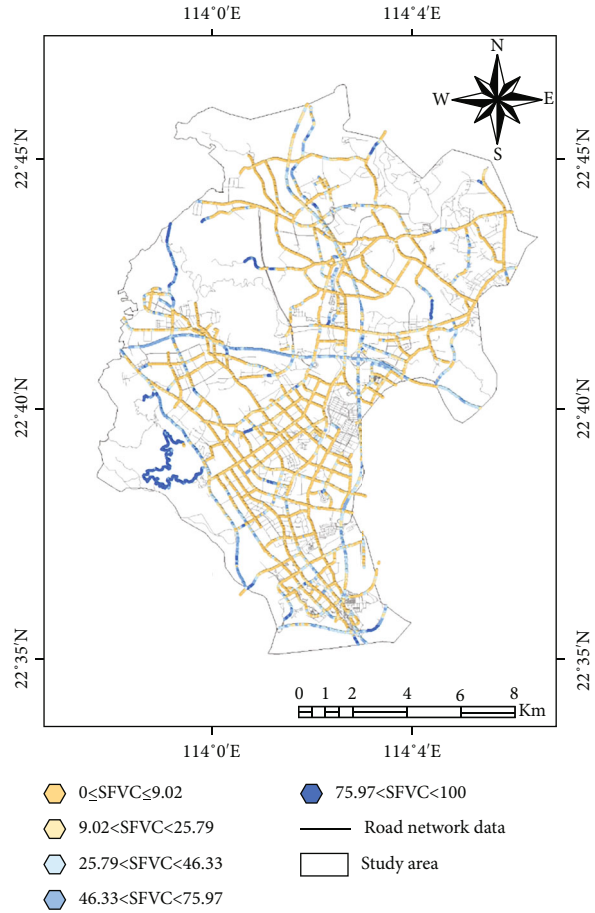 114°0′E 114°4′E
N
W E
S
22°45′N 22°45′N
22°40′N 22°40′N
22°35′N 22°35′N
0 1 2 4 6 8
Km
114°0′E 114°4′E
0≤SFVC≤9.02
9.02<SFVC<25.79
25.79<SFVC<46.33
46.33<SFVC<75.97
75.97<SFVC<100
Road network data
Study area